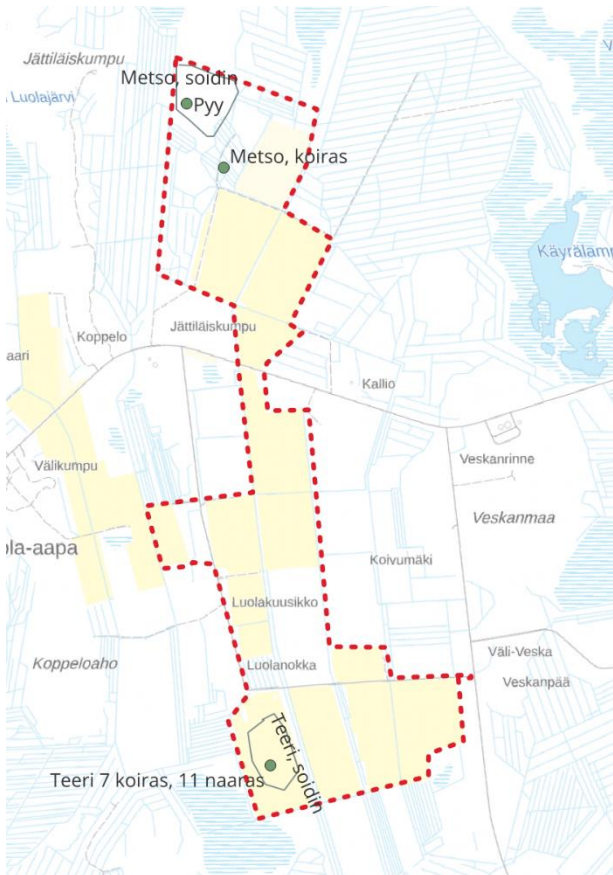 Jättiläiskumpu
Metso, soidin
Luolajärvi
Pyy
Metso, koiras
Käyrälamp
Jättiläiskumpu
Koppelo
aari
Kallio
Välikumpu
Veskanrinne
Veskanmaa
ola-aapa
Koivumäki
Luolakuusikko
Koppeloaho
Luolanokka
Väli-Veska
Veskanpää
Teeri, soidin
Teeri 7 koiras, 11 naaras